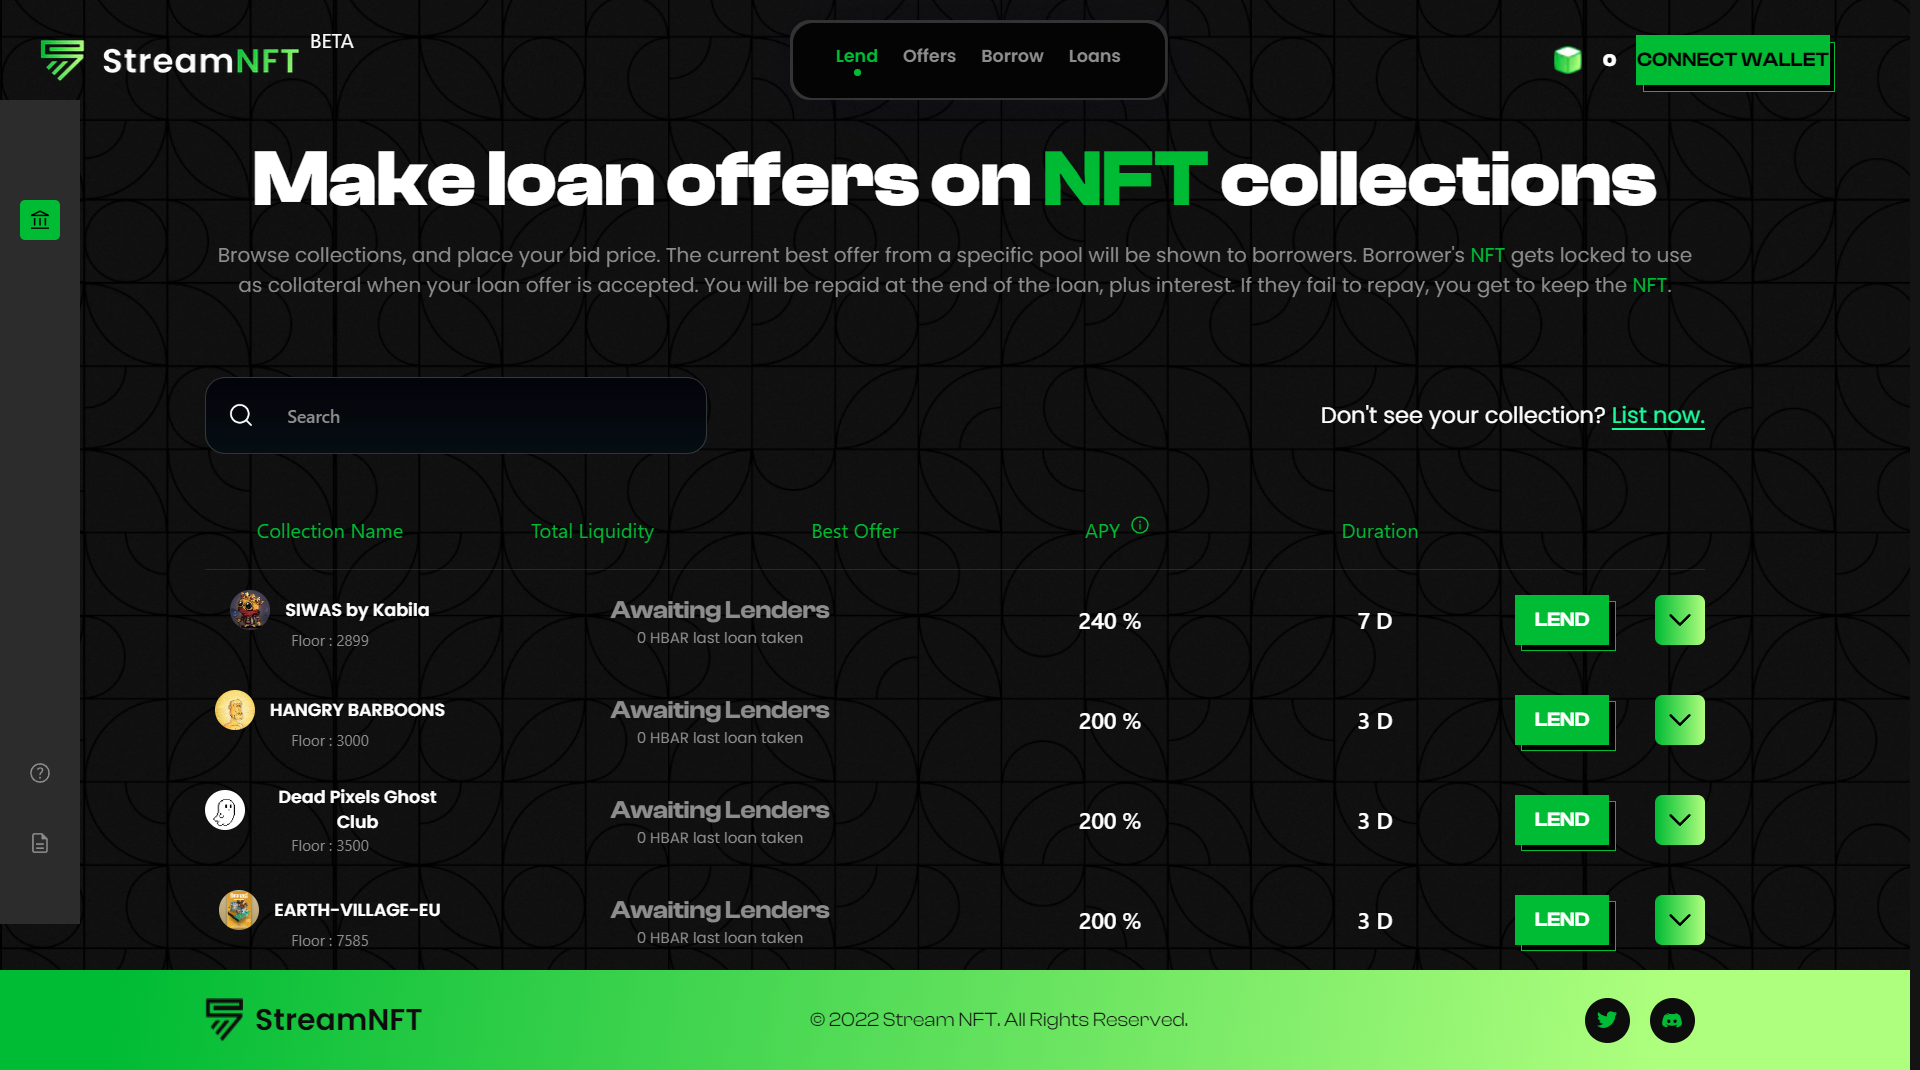 StreamNFT BETA
Lend Offers Borrow Loans
0 CONNECT WALLET
Make loan offers on NFT collections
Browse collections, and place your bid price. The current best offer from a specific pool will be shown to borrowers. Borrower's NFT gets locked to use
as collateral when your loan offer is accepted. You will be repaid at the end of the loan, plus interest. If they fail to repay, you get to keep the NFT.
Search
Don't see your collection? List now.
Collection Name Total Liquidity Best Offer APY Duration
SIWAS by Kabila
Floor : 2899
Awaiting Lenders
0 HBAR last loan taken
240 % 7 D LEND
HANGRY BARBOONS
Floor : 3000
Awaiting Lenders
0 HBAR last loan taken
200 % 3 D LEND
Dead Pixels Ghost
Club
Floor : 3500
Awaiting Lenders
0 HBAR last loan taken
200 % 3 D LEND
EARTH-VILLAGE-EU
Floor : 7585
Awaiting Lenders
0 HBAR last loan taken
200 % 3 D LEND
StreamNFT
© 2022 Stream NFT. All Rights Reserved.